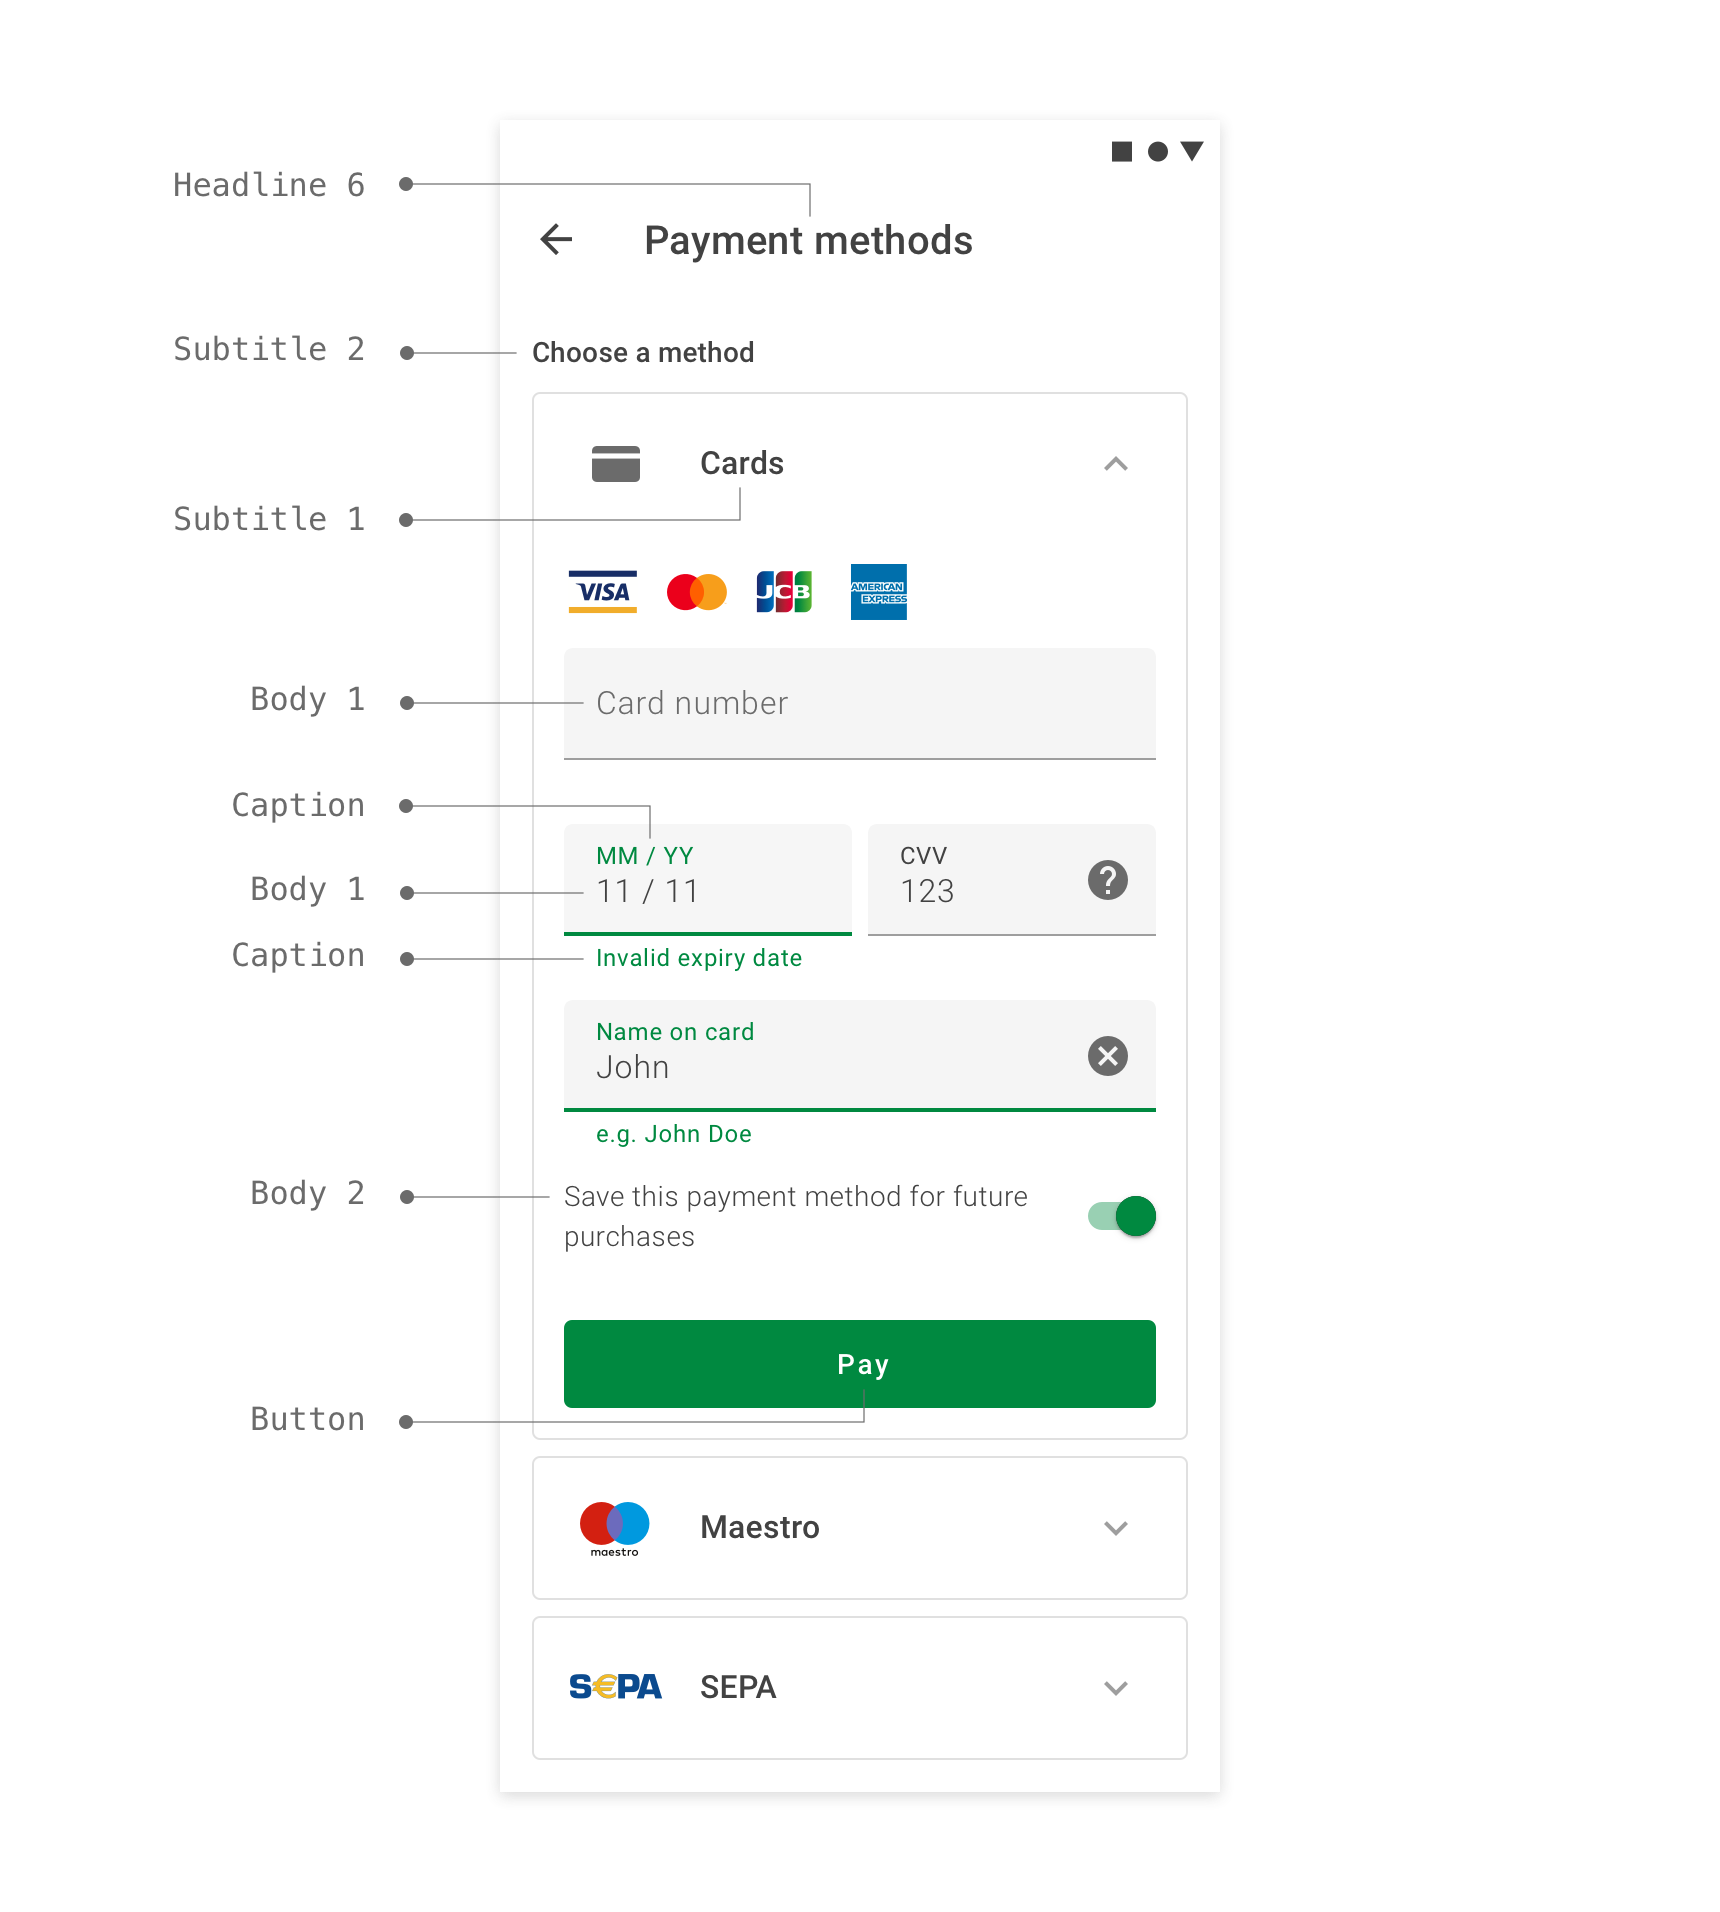 Headline 6
Payment methods
Subtitle 2
Choose a method
Cards
Subtitle 1
VISA
JCB
AMERICAN
EXPRESS
Body 1
Card number
Caption
MM / YY
CVV
Body 1
11 / 11
123
Caption
Invalid expiry date
Name on card
John
e.g. John Doe
Body 2
Save this payment method for future
purchases
Pay
Button
maestro
Maestro
S€PA
SEPA